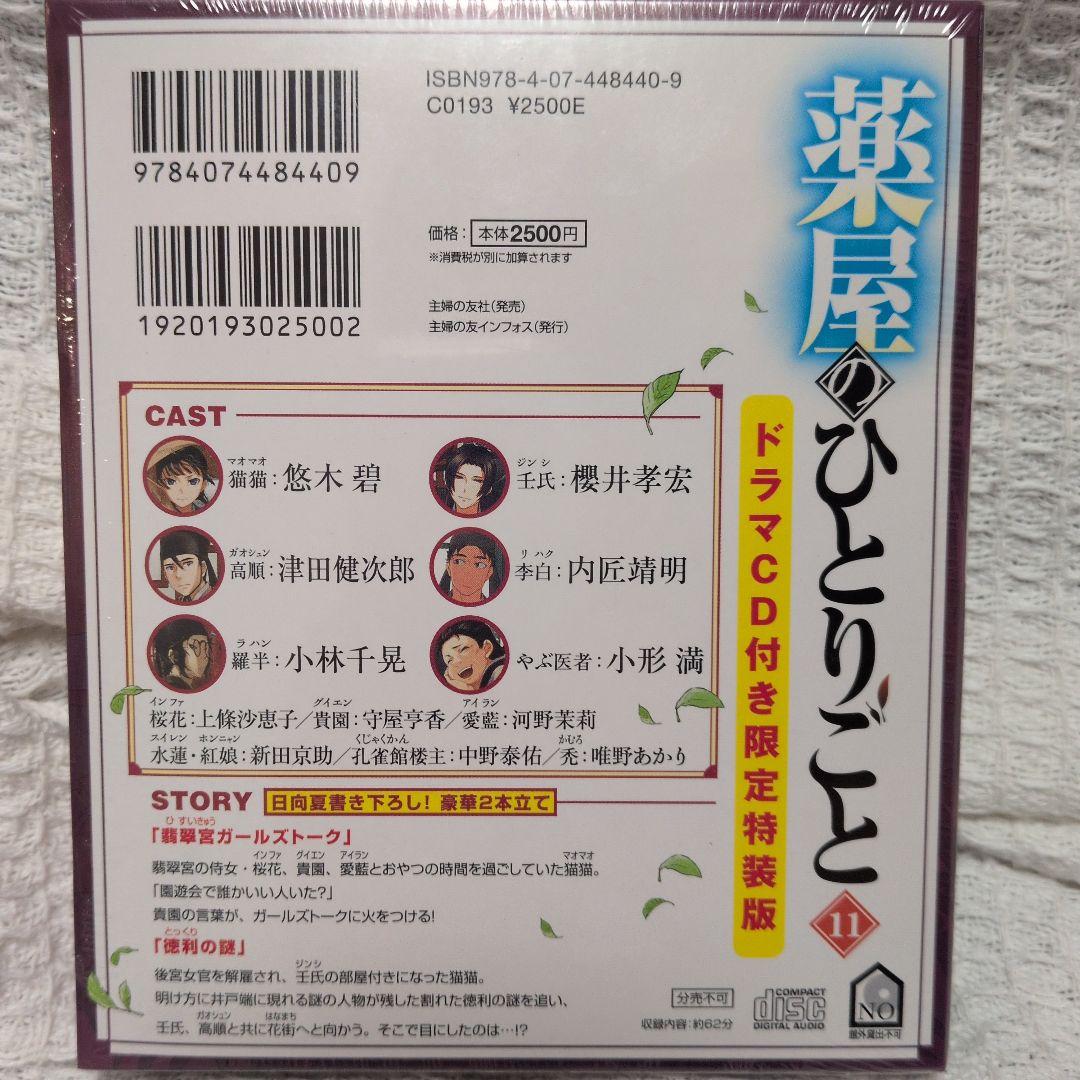 ISBN978-4-07-448440-9
C0193 ¥2500E
9784074484409
価格：本体2500円
※消費税が別に加算されます
1920193025002
主婦の友社（発売）
主婦の友インフォス（発行）
薬屋のひとりごと 11
ドラマCD付き限定特装版
CAST
マオマオ
猫猫：悠木 碧
ジンシ
壬氏：櫻井孝宏
ガオシュン
高順：津田健次郎
リハク
李白：内匠靖明
ラハン
羅半：小林千晃
やぶ医者：小形 満
インファ グイエン アイラン
桜花：上條沙恵子／貴園：守屋亨香／愛藍：河野茉莉
スイレン ホンニャン くじゃくかん かむろ
水蓮・紅娘：新田京助／孔雀館楼主：中野泰佑／禿：唯野あかり
STORY 日向夏書き下ろし！ 豪華2本立て
ひすいきゅう
「翡翠宮ガールズトーク」
インファ グイエン アイラン マオマオ
翡翠宮の侍女・桜花、貴園、愛藍とおやつの時間を過ごしていた猫猫。
「園遊会で誰かいい人いた？」
貴園の言葉が、ガールズトークに火をつける！
とっくり
「徳利の謎」
ジンシ
後宮女官を解雇され、壬氏の部屋付きになった猫猫。
明け方に井戸端に現れる謎の人物が残した割れた徳利の謎を追い、
ガオシュン はなまち
壬氏、高順と共に花街へと向かう。そこで目にしたのは…!?
分売不可
収録内容：約62分
COMPACT
disc
DIGITAL AUDIO
NO
館外貸出不可